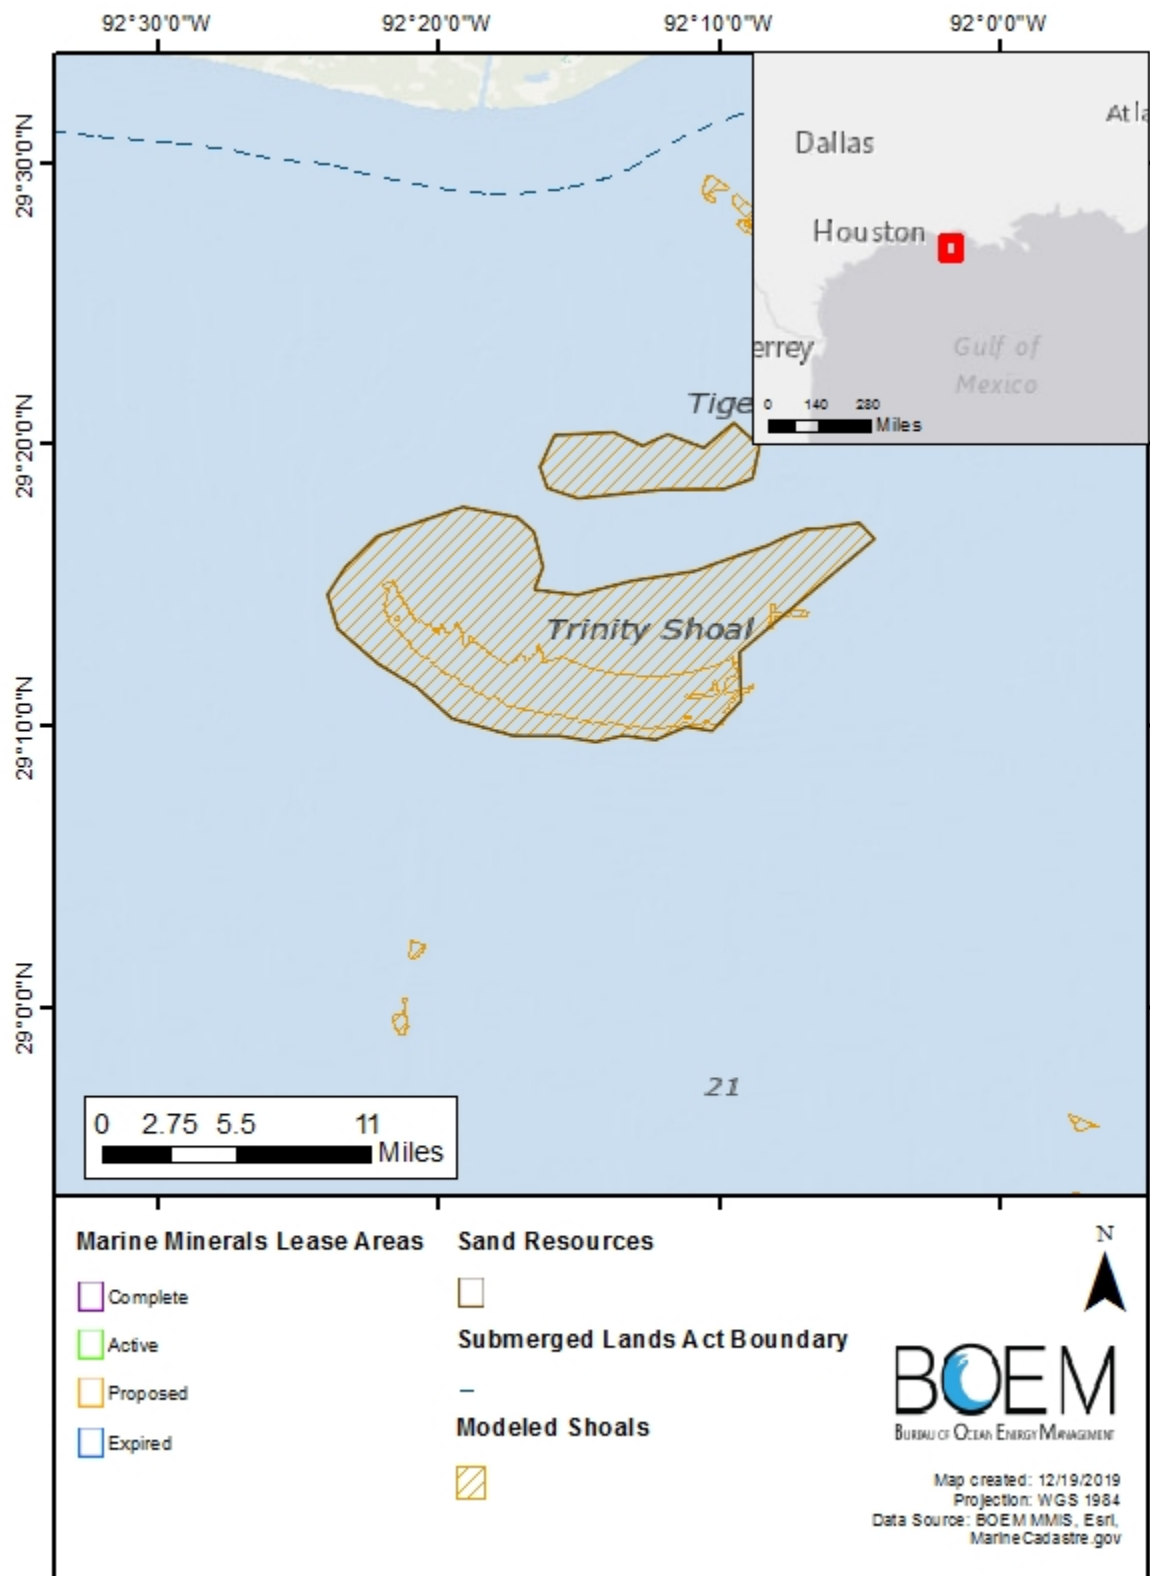 92°30'0"W 92°20'0"W 92°10'0"W 92°0'0"W
29°30'0"N
29°20'0"N
29°10'0"N
29°0'0"N
Atla
Dallas
Houston
errey
Gulf of
Mexico
0 140 280
Miles
Tige
Trinity Shoal
21
0 2.75 5.5 11
Miles
Marine Minerals Lease Areas
Complete
Active
Proposed
Expired
Sand Resources
Submerged Lands Act Boundary
Modeled Shoals
N
BOEM
BUREAU OF OCEAN ENERGY MANAGEMENT
Map created: 12/19/2019
Projection: WGS 1984
Data Source: BOEM MMIS, Esri,
MarineCadastre.gov